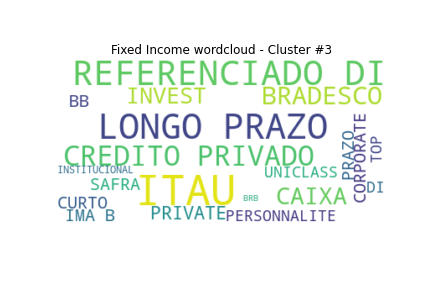 Fixed Income wordcloud - Cluster #3
REFERENCIADO DI
BB
INVEST
BRADESCO
LONGO PRAZO
CREDITO PRIVADO
PRAZO
CORPORATE
TOP
INSTITUCIONAL
UNICLASS
SAFRA
ITAU
BRB
CAIXA
DI
CURTO
IMA B
PRIVATE
PERSONNALITE